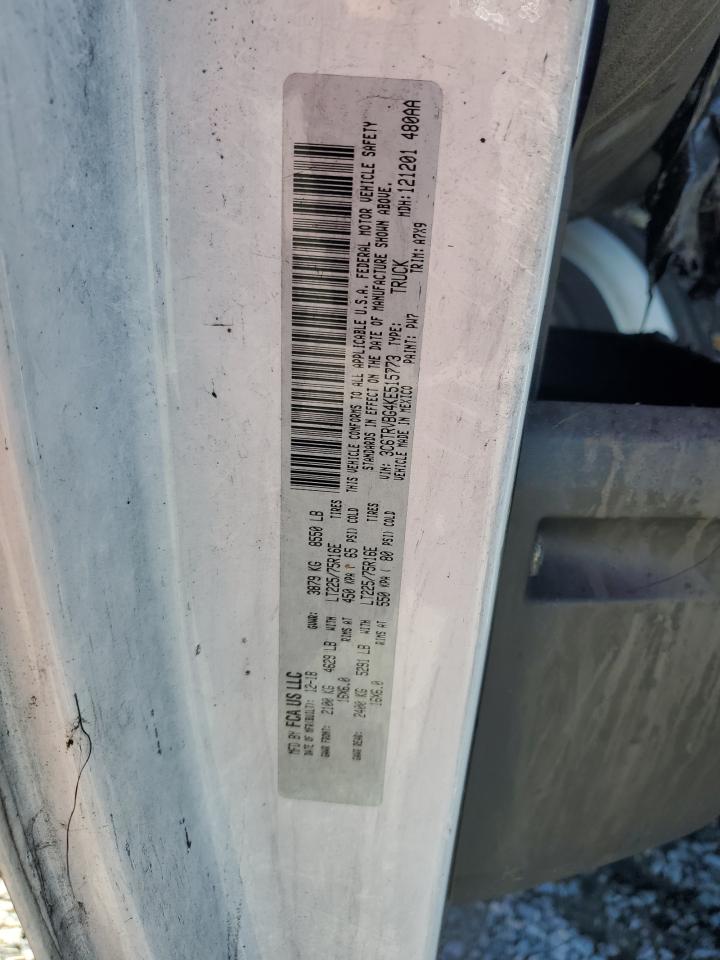 MFD BY FCA US LLC
DATE OF MFR(BUILT): 12-18 GVWR: 3879 KG 8550 LB
GAWR FRONT: 2100 KG 4629 LB WITH LT225/75R16E TIRES
16X6.0 RIMS AT 450 KPA ( 65 PSI) COLD
GAWR REAR: 2400 KG 5291 LB WITH LT225/75R16E TIRES
16X6.0 RIMS AT 550 KPA ( 80 PSI) COLD
THIS VEHICLE CONFORMS TO ALL APPLICABLE U.S.A. FEDERAL MOTOR VEHICLE SAFETY
STANDARDS IN EFFECT ON THE DATE OF MANUFACTURE SHOWN ABOVE.
VIN: 3C6TRVBG4KE515773 TYPE: TRUCK MDH: 121201 480AA
VEHICLE MADE IN MEXICO PAINT: PW7 TRIM: A7X9